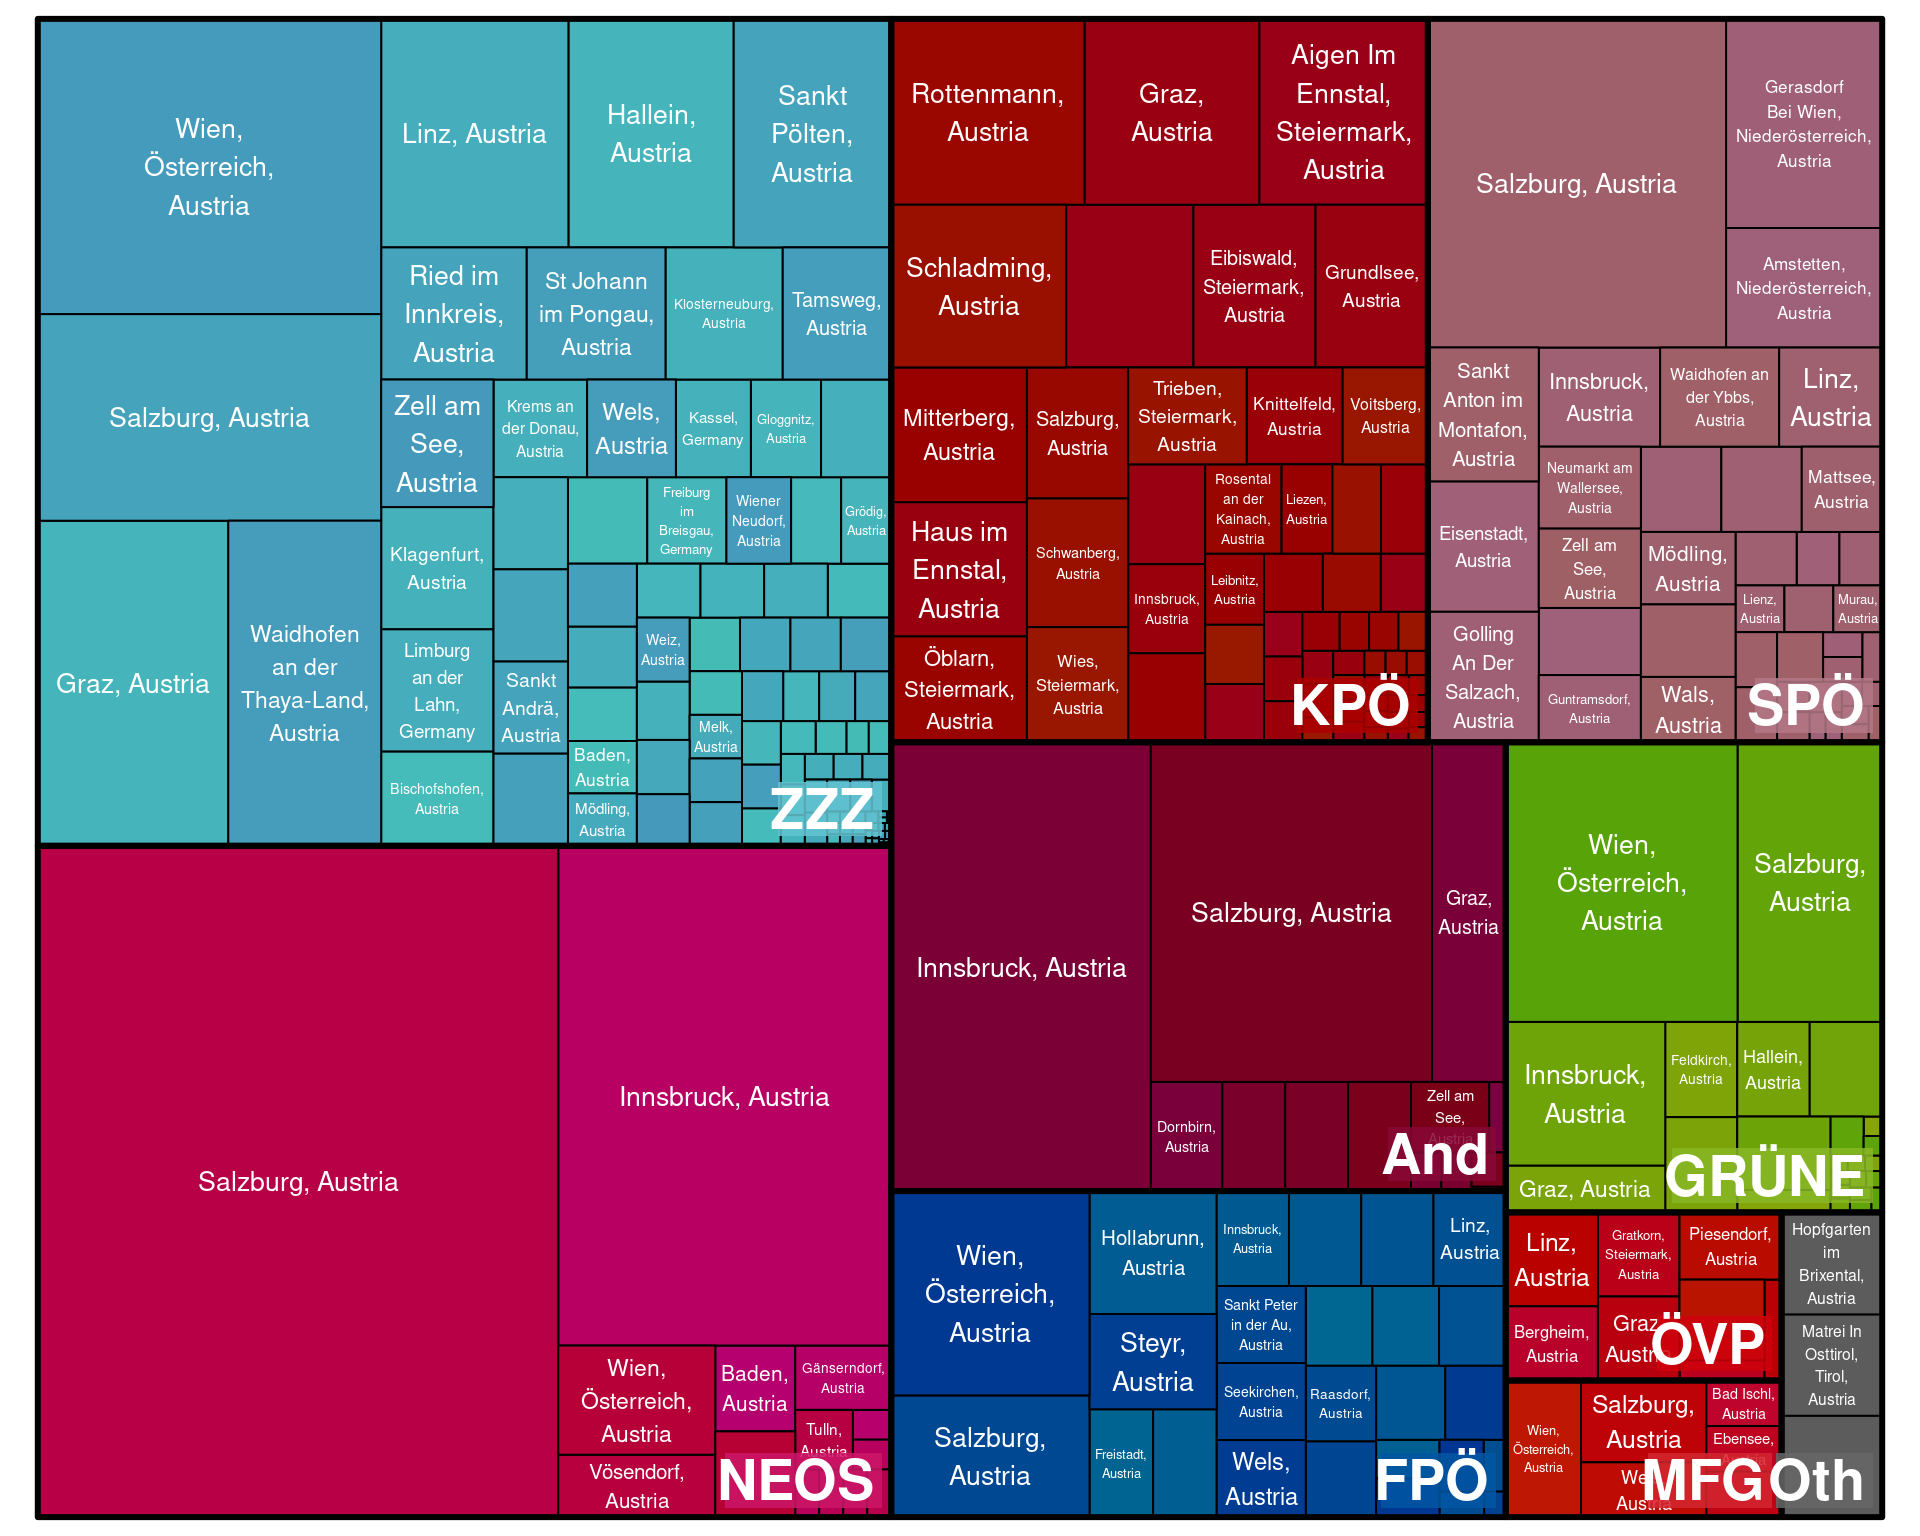 Wien,
Österreich,
Austria
Linz, Austria
Hallein,
Austria
Sankt
Pölten,
Austria
Salzburg, Austria
Graz, Austria
Waidhofen
an der
Thaya-Land,
Austria
Ried im
Innkreis,
Austria
St Johann
im Pongau,
Austria
Klosterneuburg,
Austria
Tamsweg,
Austria
Zell am
See,
Austria
Krems an
der Donau,
Austria
Wels,
Austria
Kassel,
Germany
Gloggnitz,
Austria
Klagenfurt,
Austria
Freiburg
im
Breisgau,
Germany
Wiener
Neudorf,
Austria
Grödig,
Austria
Limburg
an der
Lahn,
Germany
Sankt
Andrä,
Austria
Weiz,
Austria
Melk,
Austria
Bischofshofen,
Austria
Baden,
Austria
Mödling,
Austria
ZZZ
Rottenmann,
Austria
Graz,
Austria
Aigen Im
Ennstal,
Steiermark,
Austria
Schladming,
Austria
Eibiswald,
Steiermark,
Austria
Grundlsee,
Austria
Mitterberg,
Austria
Salzburg,
Austria
Trieben,
Steiermark,
Austria
Knittelfeld,
Austria
Voitsberg,
Austria
Haus im
Ennstal,
Austria
Schwanberg,
Austria
Rosental
an der
Kainach,
Austria
Liezen,
Austria
Innsbruck,
Austria
Leibnitz,
Austria
Öblarn,
Steiermark,
Austria
Wies,
Steiermark,
Austria
KPÖ
Salzburg, Austria
Gerasdorf
Bei Wien,
Niederösterreich,
Austria
Amstetten,
Niederösterreich,
Austria
Sankt
Anton im
Montafon,
Austria
Innsbruck,
Austria
Waidhofen an
der Ybbs,
Austria
Linz,
Austria
Eisenstadt,
Austria
Neumarkt am
Wallersee,
Austria
Mattsee,
Austria
Zell am
See,
Austria
Mödling,
Austria
Lienz,
Austria
Murau,
Austria
Golling
An Der
Salzach,
Austria
Guntramsdorf,
Austria
Wals,
Austria
SPÖ
Salzburg, Austria
Innsbruck, Austria
Wien,
Österreich,
Austria
Baden,
Austria
Gänserndorf,
Austria
Tulln,
Austria
Vösendorf,
Austria
NEOS
Innsbruck, Austria
Salzburg, Austria
Graz,
Austria
Dornbirn,
Austria
Zell am
See,
Austria
And
Wien,
Österreich,
Austria
Salzburg,
Austria
Innsbruck,
Austria
Feldkirch,
Austria
Hallein,
Austria
Graz, Austria
GRÜNE
Wien,
Österreich,
Austria
Hollabrunn,
Austria
Innsbruck,
Austria
Linz,
Austria
Steyr,
Austria
Sankt Peter
in der Au,
Austria
Salzburg,
Austria
Seekirchen,
Austria
Raasdorf,
Austria
Freistadt,
Austria
Wels,
Austria
FPÖ
Linz,
Austria
Gratkorn,
Steiermark,
Austria
Piesendorf,
Austria
Bergheim,
Austria
Graz,
Austria
ÖVP
Wien,
Österreich,
Austria
Salzburg,
Austria
Bad Ischl,
Austria
Ebensee,
Austria
MFG
Hopfgarten
im
Brixental,
Austria
Matrei In
Osttirol,
Tirol,
Austria
Oth